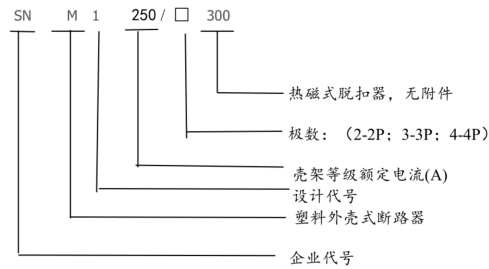 SN M 1 250/□ 300
热磁式脱扣器，无附件
极数：（2-2P；3-3P；4-4P）
壳架等级额定电流(A)
设计代号
塑料外壳式断路器
企业代号